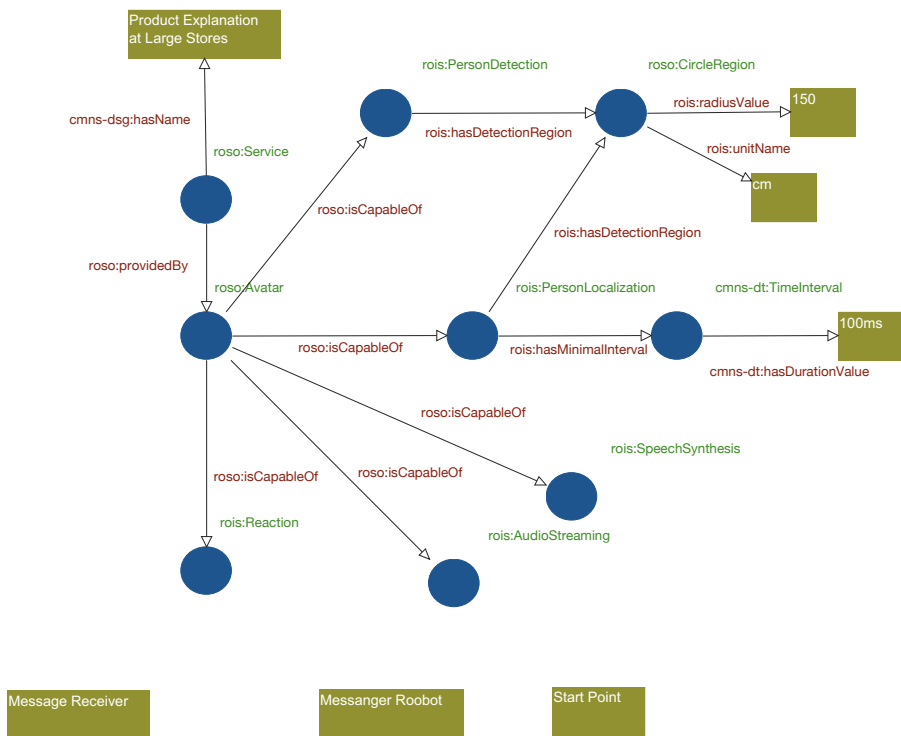 Product Explanation
at Large Stores
rois:PersonDetection
roso:CircleRegion
150
rois:radiusValue
cmns-dsg:hasName
rois:hasDetectionRegion
rois:unitName
roso:Service
cm
roso:isCapableOf
rois:hasDetectionRegion
roso:providedBy
roso:Avatar
rois:PersonLocalization
cmns-dt:TimeInterval
100ms
roso:isCapableOf
rois:hasMinimalInterval
cmns-dt:hasDurationValue
roso:isCapableOf
rois:SpeechSynthesis
roso:isCapableOf
roso:isCapableOf
rois:Reaction
rois:AudioStreaming
Message Receiver
Messanger Roobot
Start Point